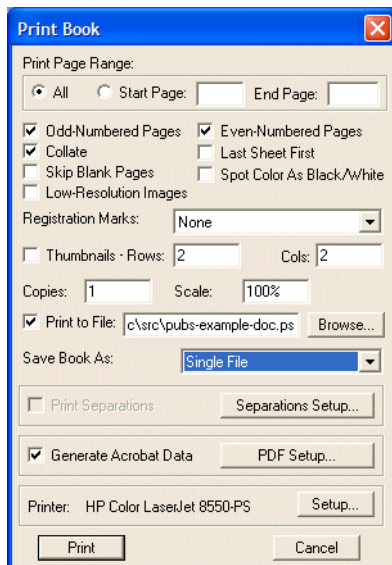 Print Book
Print Page Range:
All Start Page: End Page:
Odd-Numbered Pages Even-Numbered Pages
Collate Last Sheet First
Skip Blank Pages Spot Color As Black/White
Low-Resolution Images
Registration Marks: None
Thumbnails - Rows: 2 Cols: 2
Copies: 1 Scale: 100%
Print to File: c\src\pubs-example-doc.ps Browse...
Save Book As: Single File
Print Separations Separations Setup...
Generate Acrobat Data PDF Setup...
Printer: HP Color LaserJet 8550-PS Setup...
Print Cancel